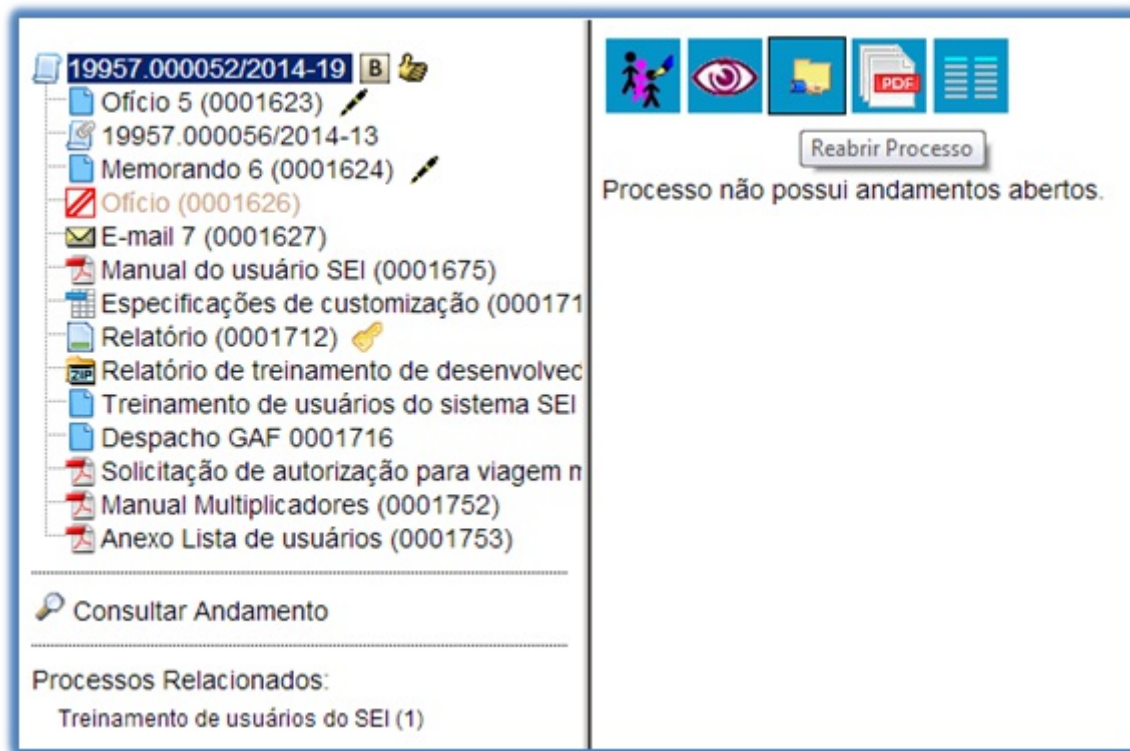 19957.000052/2014-19 B
Ofício 5 (0001623)
19957.000056/2014-13
Memorando 6 (0001624)
Ofício (0001626)
E-mail 7 (0001627)
Manual do usuário SEI (0001675)
Especificações de customização (000171
Relatório (0001712)
ZIP Relatório de treinamento de desenvolvec
Treinamento de usuários do sistema SEI
Despacho GAF 0001716
Solicitação de autorização para viagem n
Manual Multiplicadores (0001752)
Anexo Lista de usuários (0001753)
Consultar Andamento
Processos Relacionados:
Treinamento de usuários do SEI (1)
PDF
Reabrir Processo
Processo não possui andamentos abertos.